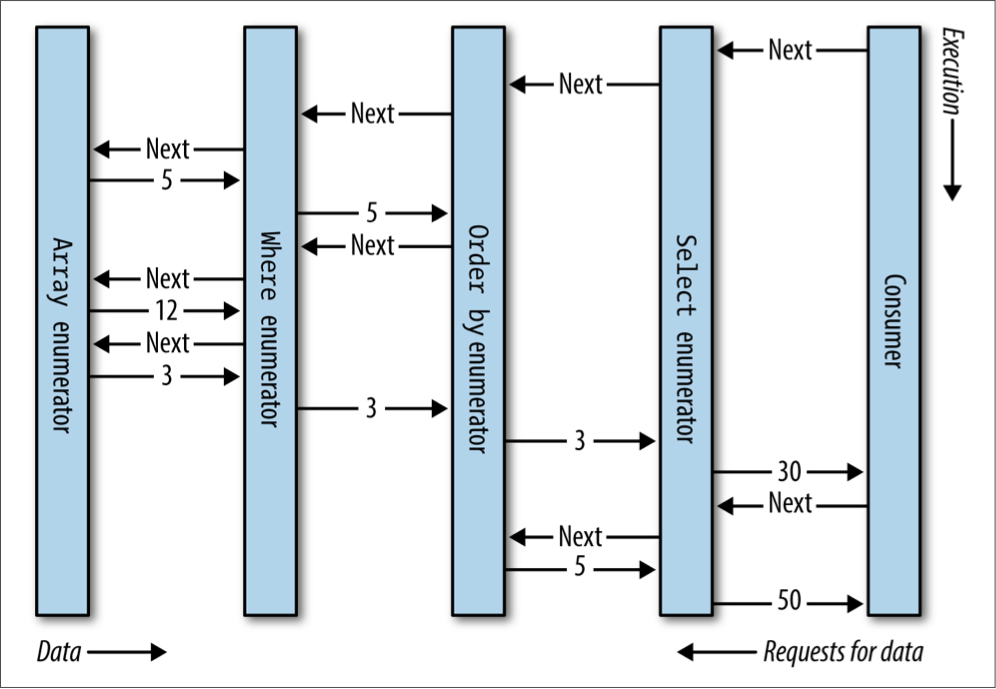 Next
Execution
Next
Next
Next
5
5
Next
Next
12
Next
3
3
3
30
Next
Next
5
50
Array enumerator
Where enumerator
Order by enumerator
Select enumerator
Consumer
Data
Requests for data